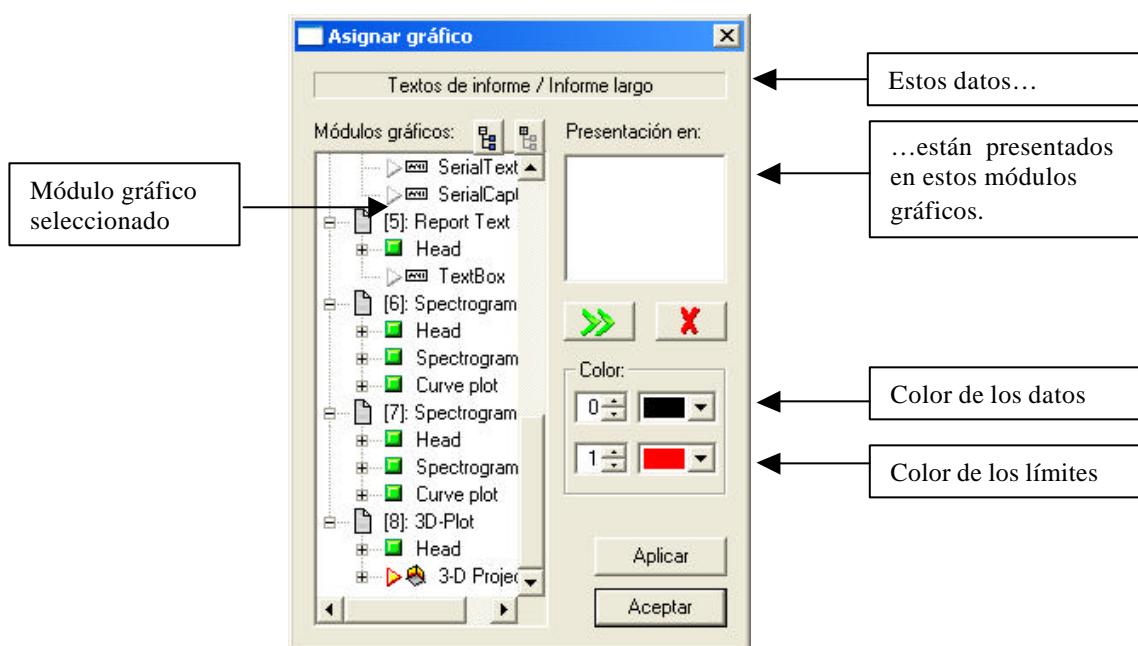 Asignar gráfico
Textos de informe / Informe largo
Estos datos…
Módulos gráficos:
Presentación en:
…están presentados
en estos módulos
gráficos.
Módulo gráfico
seleccionado
SerialText
SerialCapt
[5]: Report Text
Head
TextBox
[6]: Spectrogram
Head
Spectrogram
Curve plot
[7]: Spectrogram
Head
Spectrogram
Curve plot
[8]: 3D-Plot
Head
3-D Projec
Color:
0
1
Color de los datos
Color de los límites
Aplicar
Aceptar